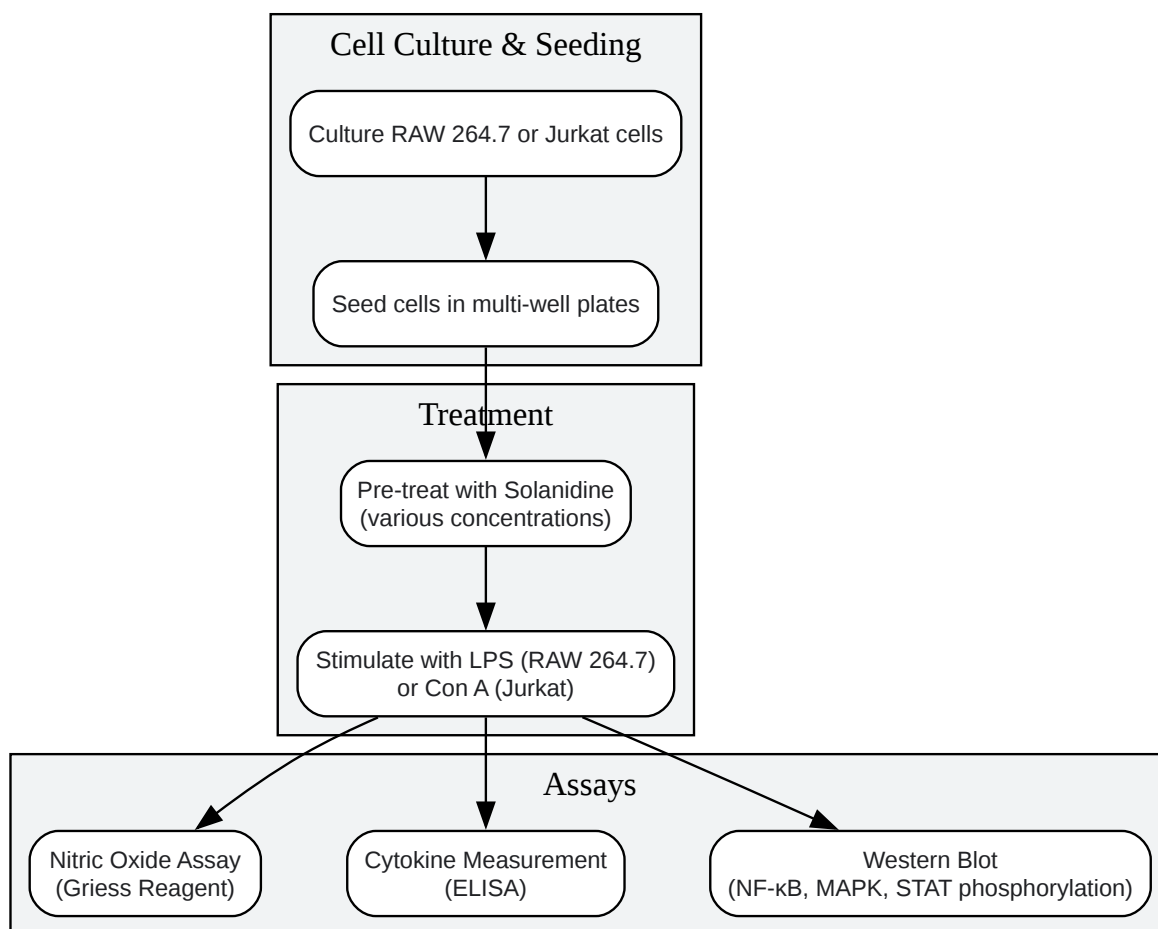 Cell Culture & Seeding
Culture RAW 264.7 or Jurkat cells
Seed cells in multi-well plates
Treatment
Pre-treat with Solanidine
(various concentrations)
Stimulate with LPS (RAW 264.7)
or Con A (Jurkat)
Assays
Nitric Oxide Assay
(Griess Reagent)
Cytokine Measurement
(ELISA)
Western Blot
(NF-κB, MAPK, STAT phosphorylation)